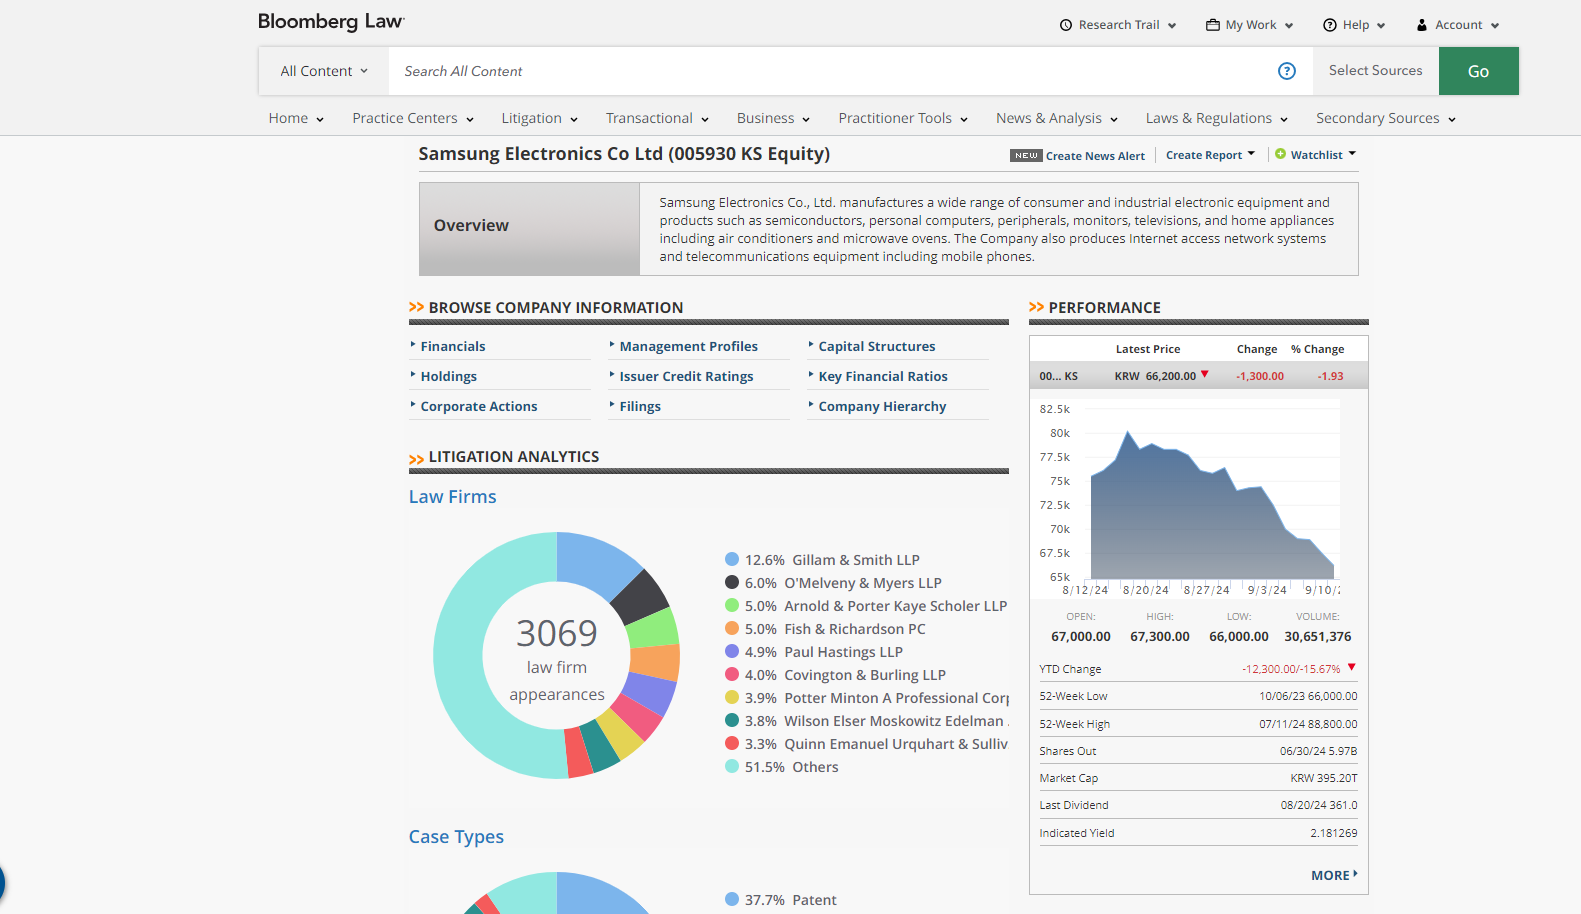 Bloomberg Law
Research Trail
My Work
Help
Account
All Content
Search All Content
?
Select Sources
Go
Home
Practice Centers
Litigation
Transactional
Business
Practitioner Tools
News & Analysis
Laws & Regulations
Secondary Sources
Samsung Electronics Co Ltd (005930 KS Equity)
NEW Create News Alert
Create Report
Watchlist
Overview
Samsung Electronics Co., Ltd. manufactures a wide range of consumer and industrial electronic equipment and
products such as semiconductors, personal computers, peripherals, monitors, televisions, and home appliances
including air conditioners and microwave ovens. The Company also produces Internet access network systems
and telecommunications equipment including mobile phones.
BROWSE COMPANY INFORMATION
Financials
Management Profiles
Capital Structures
Holdings
Issuer Credit Ratings
Key Financial Ratios
Corporate Actions
Filings
Company Hierarchy
LITIGATION ANALYTICS
Law Firms
3069
law firm
appearances
12.6% Gillam & Smith LLP
6.0% O'Melveny & Myers LLP
5.0% Arnold & Porter Kaye Scholer LLP
5.0% Fish & Richardson PC
4.9% Paul Hastings LLP
4.0% Covington & Burling LLP
3.9% Potter Minton A Professional Corp
3.8% Wilson Elser Moskowitz Edelman
3.3% Quinn Emanuel Urquhart & Sulliv
51.5% Others
Case Types
37.7% Patent
PERFORMANCE
Latest Price Change % Change
00... KS KRW 66,200.00 -1,300.00 -1.93
82.5k
80k
77.5k
75k
72.5k
70k
67.5k
65k
8/12/24 8/20/24 8/27/24 9/3/24 9/10/2
OPEN: HIGH: LOW: VOLUME:
67,000.00 67,300.00 66,000.00 30,651,376
YTD Change -12,300.00/-15.67%
52-Week Low 10/06/23 66,000.00
52-Week High 07/11/24 88,800.00
Shares Out 06/30/24 5.97B
Market Cap KRW 395.20T
Last Dividend 08/20/24 361.0
Indicated Yield 2.181269
MORE